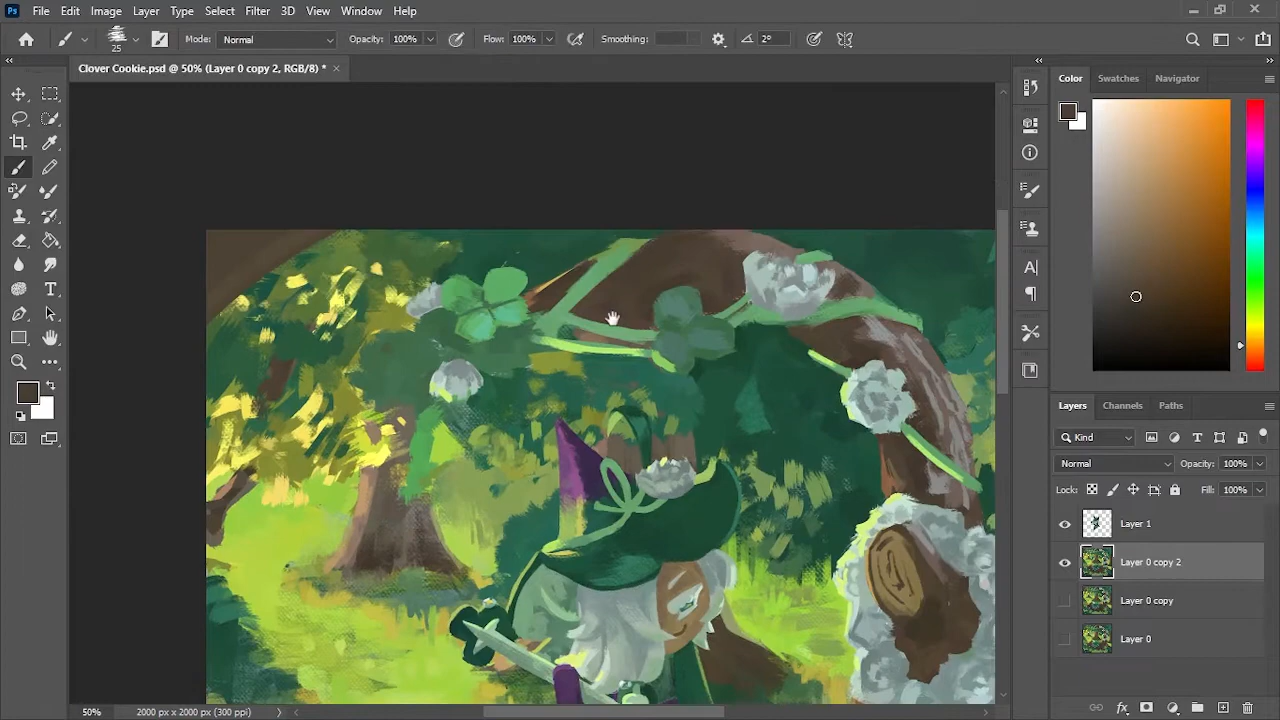 Ps File Edit Image Layer Type Select Filter 3D View Window Help
25 Mode: Normal Opacity: 100% Flow: 100% Smoothing: 2°
Clover Cookie.psd @ 50% (Layer 0 copy 2, RGB/8) * ×
Color Swatches Navigator
Layers Channels Paths
Kind
Normal Opacity: 100%
Lock: Fill: 100%
Layer 1
Layer 0 copy 2
Layer 0 copy
Layer 0
50% 2000 px x 2000 px (300 ppi)